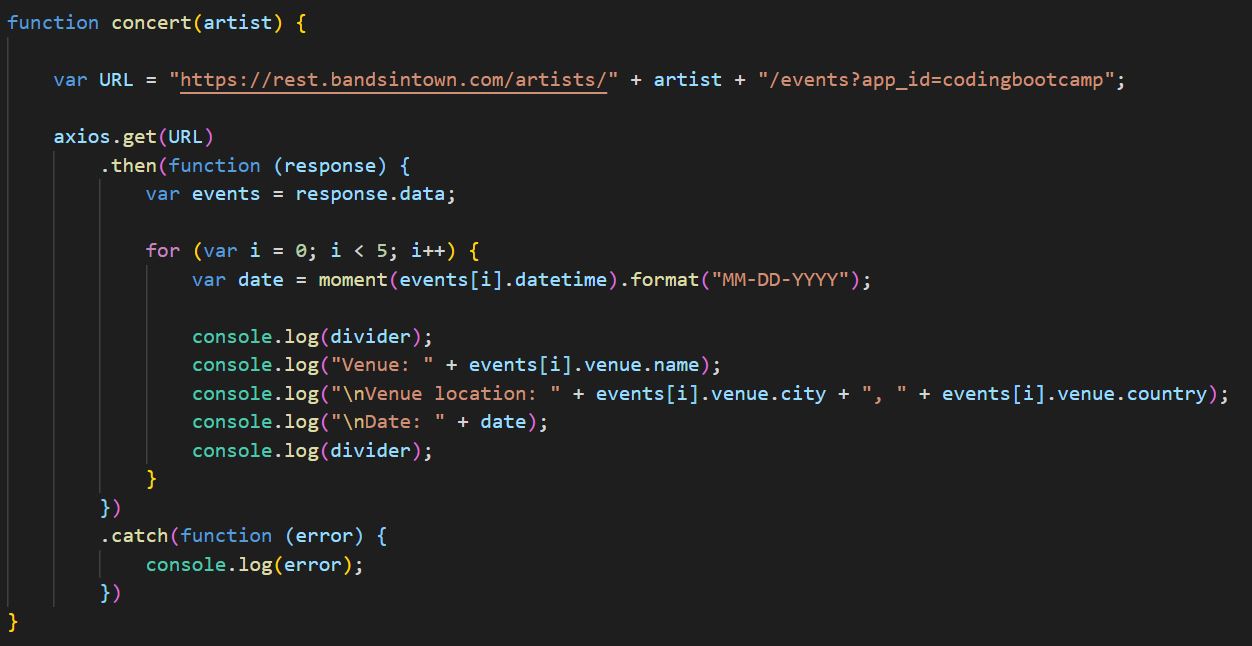 function concert(artist) {
var URL = "https://rest.bandsintown.com/artists/" + artist + "/events?app_id=codingbootcamp";
axios.get(URL)
.then(function (response) {
var events = response.data;
for (var i = 0; i < 5; i++) {
var date = moment(events[i].datetime).format("MM-DD-YYYY");
console.log(divider);
console.log("Venue: " + events[i].venue.name);
console.log("\nVenue location: " + events[i].venue.city + ", " + events[i].venue.country);
console.log("\nDate: " + date);
console.log(divider);
}
})
.catch(function (error) {
console.log(error);
})
}